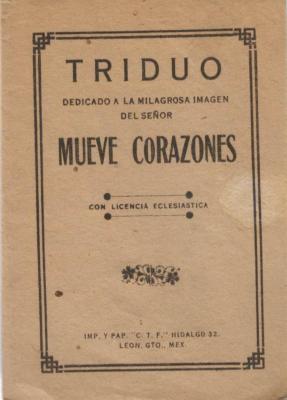 TRIDUO
DEDICADO A LA MILAGROSA IMAGEN
DEL SEÑOR
MUEVE CORAZONES
CON LICENCIA ECLESIASTICA
IMP. Y PAP. "C. T. F." HIDALGO 32.
LEON, GTO., MEX.